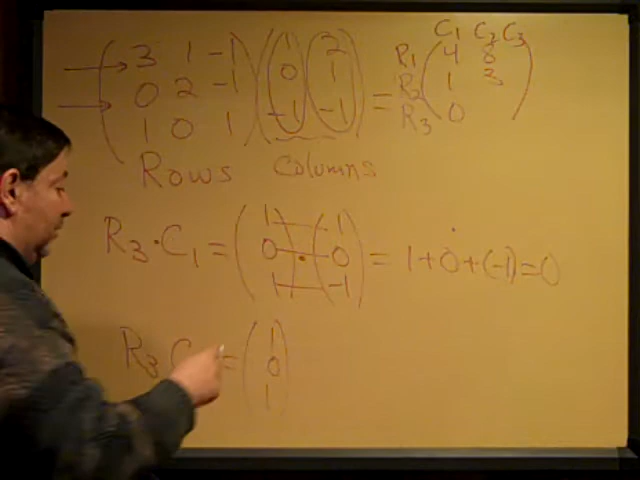 C₁ C₂ C₃
( 3 1 -1 ) ( 1 ) ( 2 ) R₁ ( 4 8 )
( 0 2 -1 ) ( 0 ) ( 1 ) = R₂ ( 1 3 )
( 1 0 1 ) ( -1 ) ( -1 ) R₃ ( 0 )
Rows Columns
R₃·C₁ = ( 1 0 1 ) · ( 1 0 -1 ) = 1+0+(-1)=0
R₃ C = ( 1 0 1 )